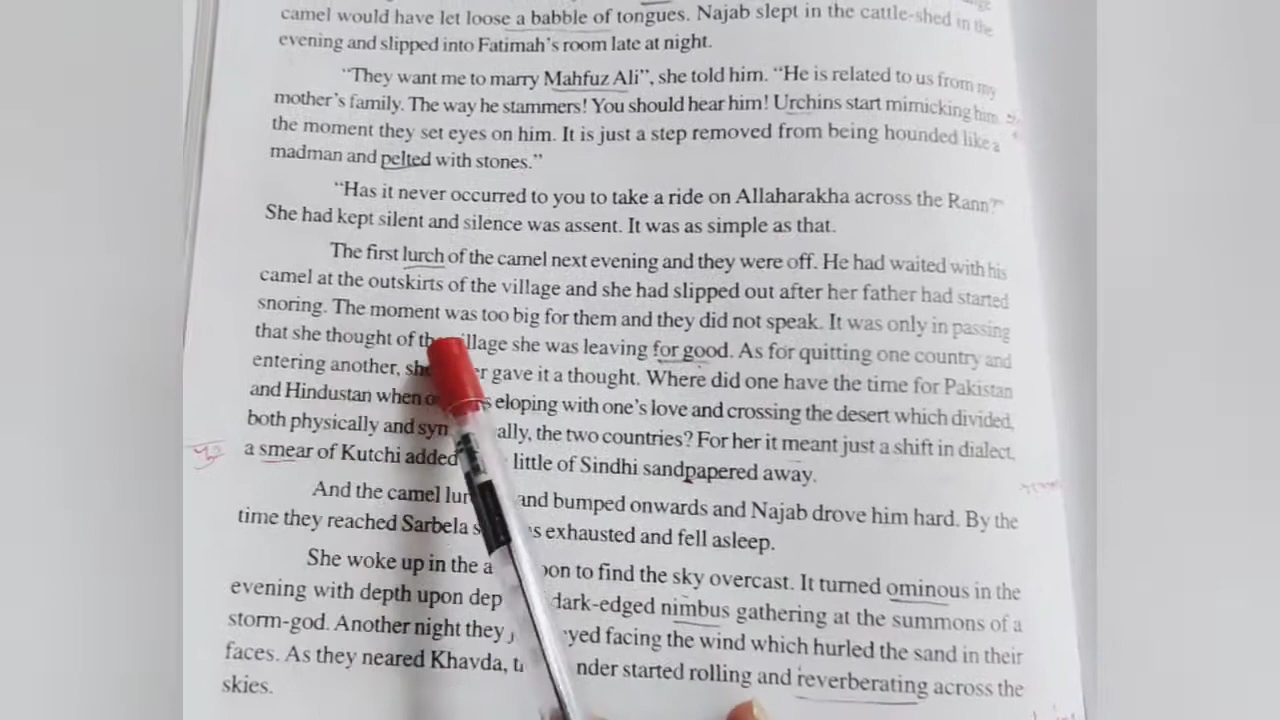 camel would have let loose a babble of tongues. Najab slept in the cattle-shed in the
evening and slipped into Fatimah's room late at night.
"They want me to marry Mahfuz Ali", she told him. "He is related to us from my
mother's family. The way he stammers! You should hear him! Urchins start mimicking him
the moment they set eyes on him. It is just a step removed from being hounded like a
madman and pelted with stones."
"Has it never occurred to you to take a ride on Allaharakha across the Rann?"
She had kept silent and silence was assent. It was as simple as that.
The first lurch of the camel next evening and they were off. He had waited with his
camel at the outskirts of the village and she had slipped out after her father had started
snoring. The moment was too big for them and they did not speak. It was only in passing
that she thought of the village she was leaving for good. As for quitting one country and
entering another, she gave it a thought. Where did one have the time for Pakistan
and Hindustan when eloping with one's love and crossing the desert which divided,
both physically and the two countries? For her it meant just a shift in dialect,
a smear of Kutchi added little of Sindhi sandpapered away.
And the camel and bumped onwards and Najab drove him hard. By the
time they reached Sarbela exhausted and fell asleep.
She woke up in the to find the sky overcast. It turned ominous in the
evening with depth upon dark-edged nimbus gathering at the summons of a
storm-god. Another night they facing the wind which hurled the sand in their
faces. As they neared Khavda, started rolling and reverberating across the
skies.